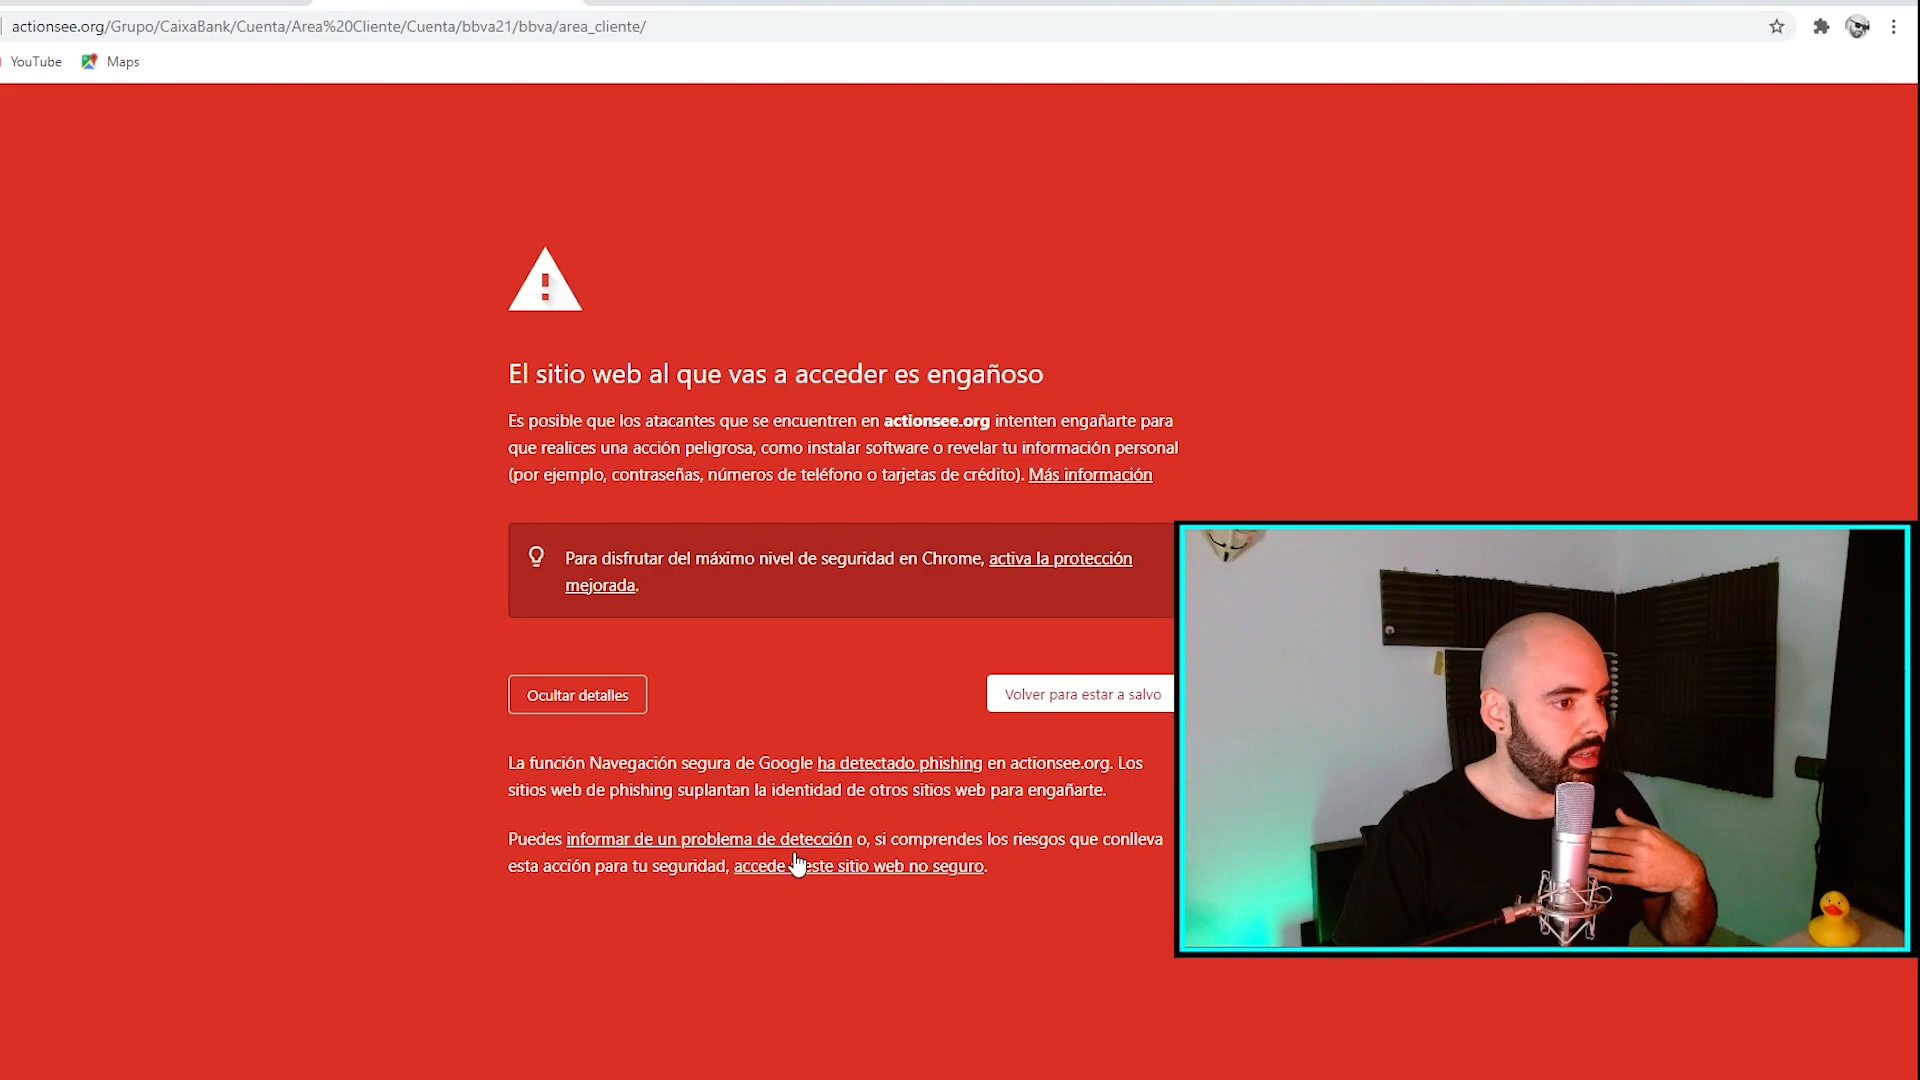 actionsee.org/Grupo/CaixaBank/Cuenta/Area%20Cliente/Cuenta/bbva21/bbva/area_cliente/
YouTube Maps
El sitio web al que vas a acceder es engañoso
Es posible que los atacantes que se encuentren en actionsee.org intenten engañarte para
que realices una acción peligrosa, como instalar software o revelar tu información personal
(por ejemplo, contraseñas, números de teléfono o tarjetas de crédito). Más información
Para disfrutar del máximo nivel de seguridad en Chrome, activa la protección
mejorada.
Ocultar detalles Volver para estar a salvo
La función Navegación segura de Google ha detectado phishing en actionsee.org. Los
sitios web de phishing suplantan la identidad de otros sitios web para engañarte.
Puedes informar de un problema de detección o, si comprendes los riesgos que conlleva
esta acción para tu seguridad, accede este sitio web no seguro.